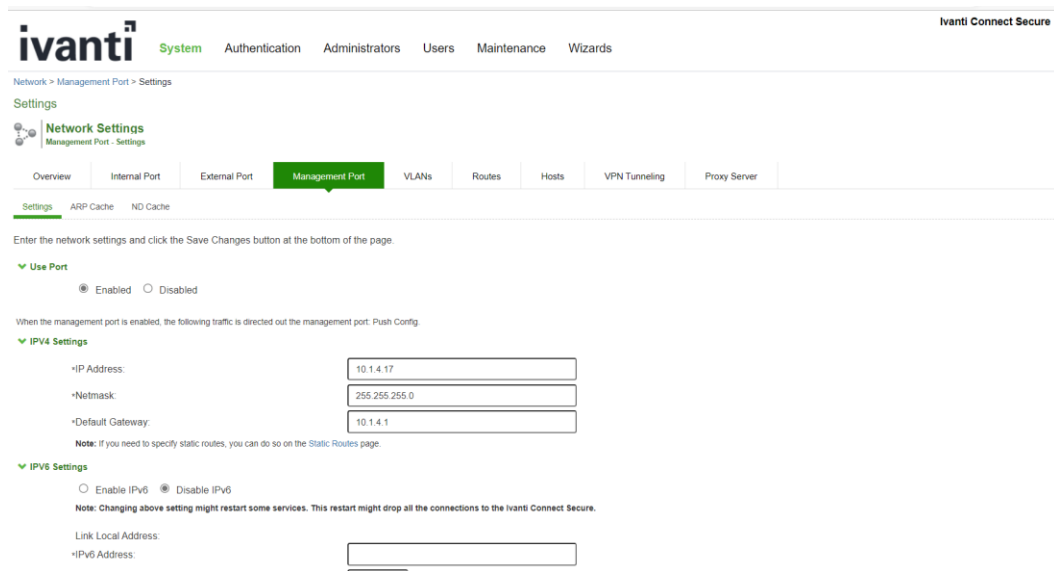 Ivanti Connect Secure
ivanti
System Authentication Administrators Users Maintenance Wizards
Network > Management Port > Settings
Settings
Network Settings
Management Port - Settings
Overview Internal Port External Port Management Port VLANs Routes Hosts VPN Tunneling Proxy Server
Settings ARP Cache ND Cache
Enter the network settings and click the Save Changes button at the bottom of the page.
Use Port
Enabled Disabled
When the management port is enabled, the following traffic is directed out the management port: Push Config.
IPV4 Settings
*IP Address: 10.1.4.17
*Netmask: 255.255.255.0
*Default Gateway: 10.1.4.1
Note: If you need to specify static routes, you can do so on the Static Routes page.
IPV6 Settings
Enable IPv6 Disable IPv6
Note: Changing above setting might restart some services. This restart might drop all the connections to the Ivanti Connect Secure.
Link Local Address:
*IPv6 Address: